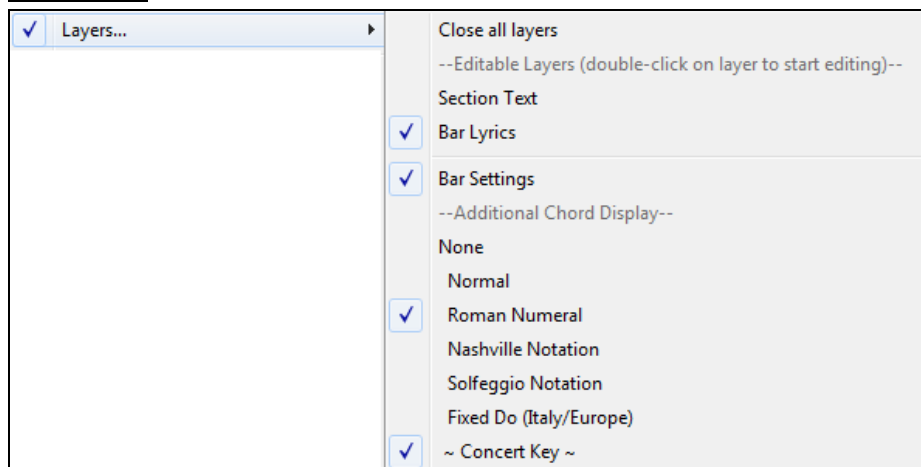 Layers...
Close all layers
--Editable Layers (double-click on layer to start editing)--
Section Text
Bar Lyrics
Bar Settings
--Additional Chord Display--
None
Normal
Roman Numeral
Nashville Notation
Solfeggio Notation
Fixed Do (Italy/Europe)
~ Concert Key ~